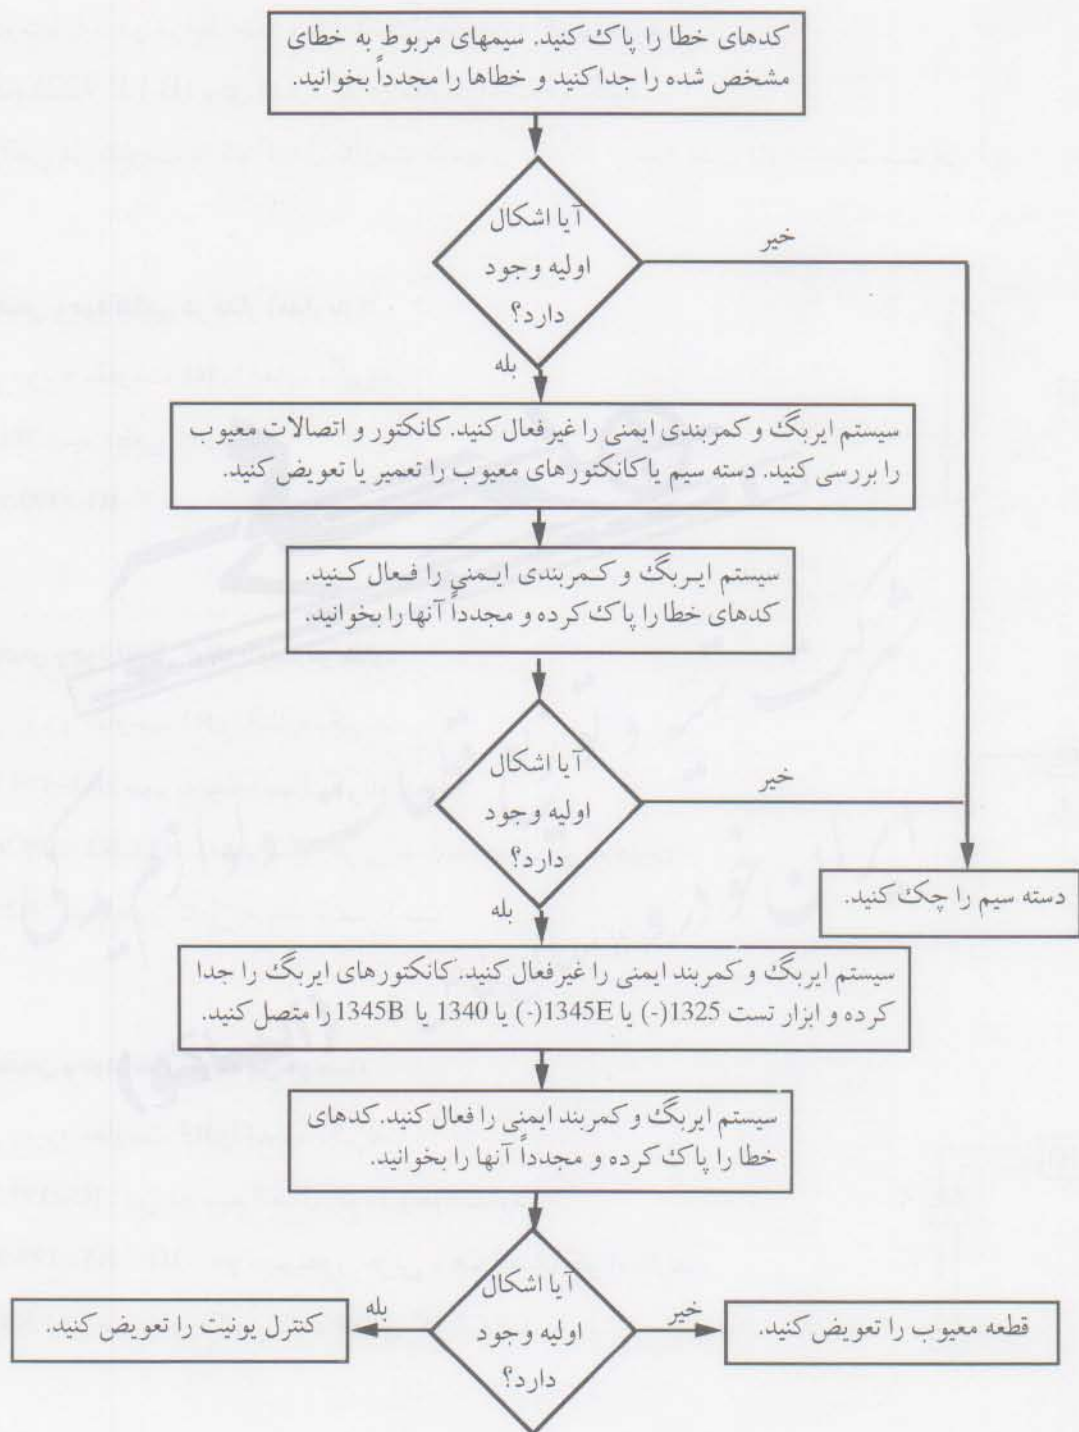 کدهای خطا را پاک کنید. سیمهای مربوط به خطای
مشخص شده را جدا کنید و خطاها را مجدداً بخوانید.
آیا اشکال
اولیه وجود
دارد؟
خیر
بله
سیستم ایربگ و کمربندی ایمنی را غیرفعال کنید. کانکتور و اتصالات معیوب
را بررسی کنید. دسته سیم یا کانکتورهای معیوب را تعمیر یا تعویض کنید.
سیستم ایربگ و کمربندی ایمنی را فعال کنید.
کدهای خطا را پاک کرده و مجدداً آنها را بخوانید.
آیا اشکال
اولیه وجود
دارد؟
خیر
دسته سیم را چک کنید.
بله
سیستم ایربگ و کمربند ایمنی را غیرفعال کنید. کانکتورهای ایربگ را جدا
کرده و ابزار تست 1325(-) یا 1345E(-) یا 1340 یا 1345B را متصل کنید.
سیستم ایربگ و کمربند ایمنی را فعال کنید. کدهای
خطا را پاک کرده و مجدداً آنها را بخوانید.
آیا اشکال
اولیه وجود
دارد؟
خیر
قطعه معیوب را تعویض کنید.
بله
کنترل یونیت را تعویض کنید.